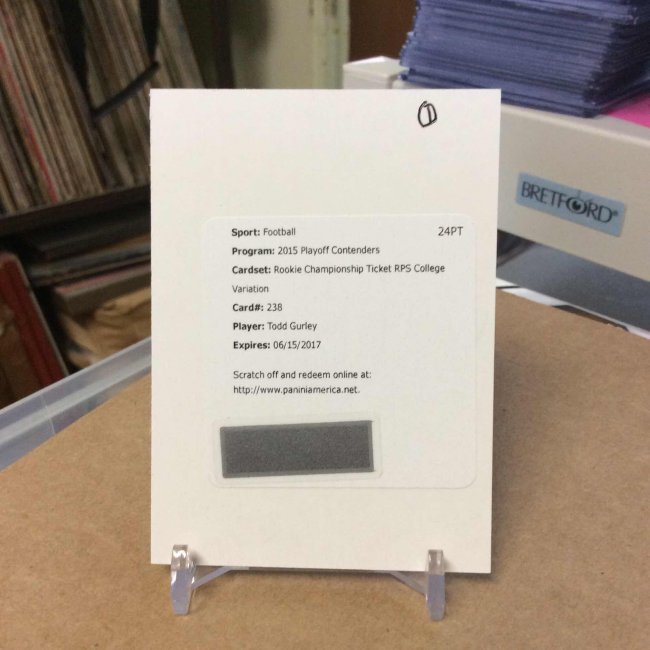 BRETFORD®
Sport: Football 24PT
Program: 2015 Playoff Contenders
Cardset: Rookie Championship Ticket RPS College
Variation
Card#: 238
Player: Todd Gurley
Expires: 06/15/2017
Scratch off and redeem online at:
http://www.paniniamerica.net.